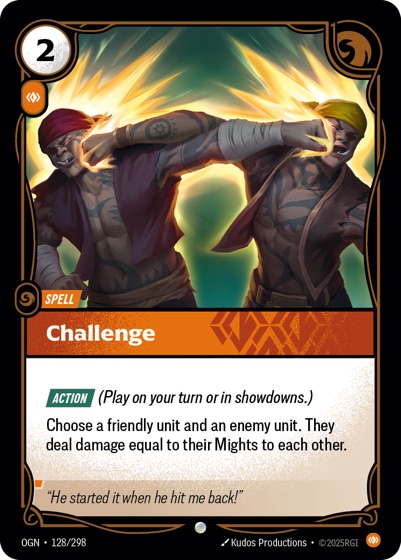 2
SPELL
Challenge
ACTION (Play on your turn or in showdowns.)
Choose a friendly unit and an enemy unit. They
deal damage equal to their Mights to each other.
“He started it when he hit me back!”
OGN • 128/298 Kudos Productions • ©2025RGI